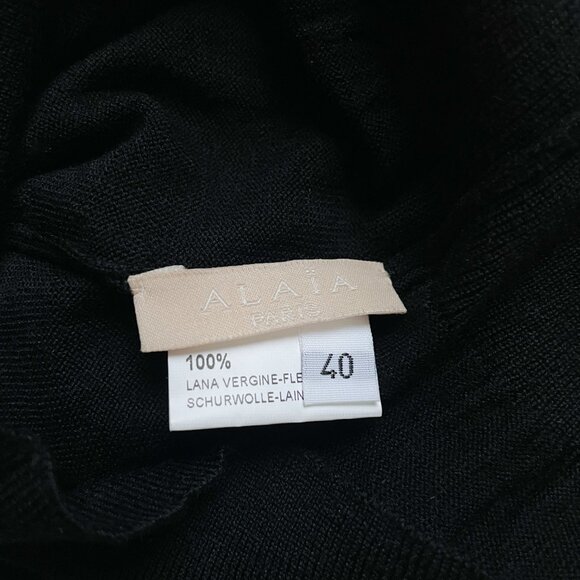 ALAÏA
PARIS
100%
40
LANA VERGINE-FLE
SCHURWOLLE-LAIN